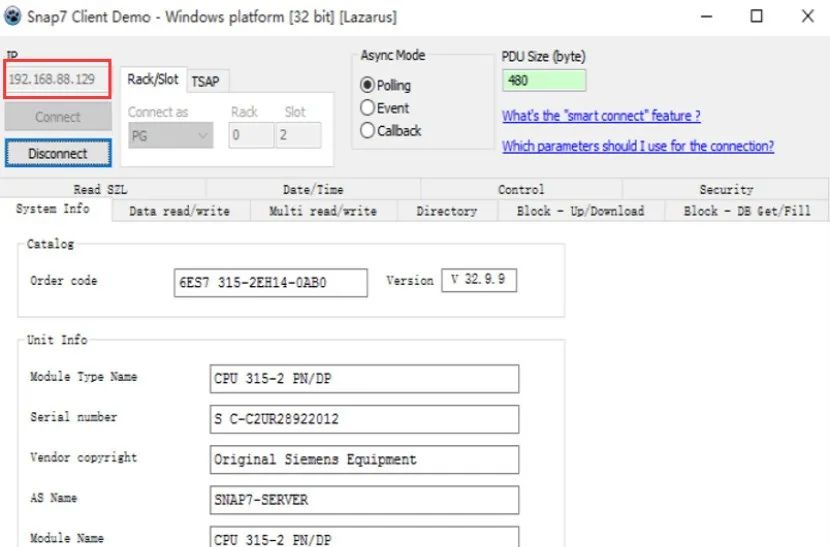 Snap7 Client Demo - Windows platform [32 bit] [Lazarus]
IP
192.168.88.129
Connect
Disconnect
Rack/Slot TSAP
Connect as Rack Slot
PG 0 2
Async Mode
Polling
Event
Callback
PDU Size (byte)
480
What's the "smart connect" feature ?
Which parameters should I use for the connection?
Read SZL Date/Time Control Security
System Info Data read/write Multi read/write Directory Block - Up/Download Block - DB Get/Fill
Catalog
Order code 6ES7 315-2EH14-0AB0 Version V 32.9.9
Unit Info
Module Type Name CPU 315-2 PN/DP
Serial number S C-C2UR28922012
Vendor copyright Original Siemens Equipment
AS Name SNAP7-SERVER
Module Name CPU 315-2 PN/DP